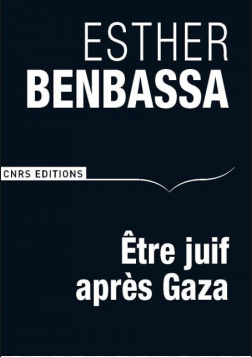 ESTHER
BENBASSA
CNRS EDITIONS
Être juif
après Gaza